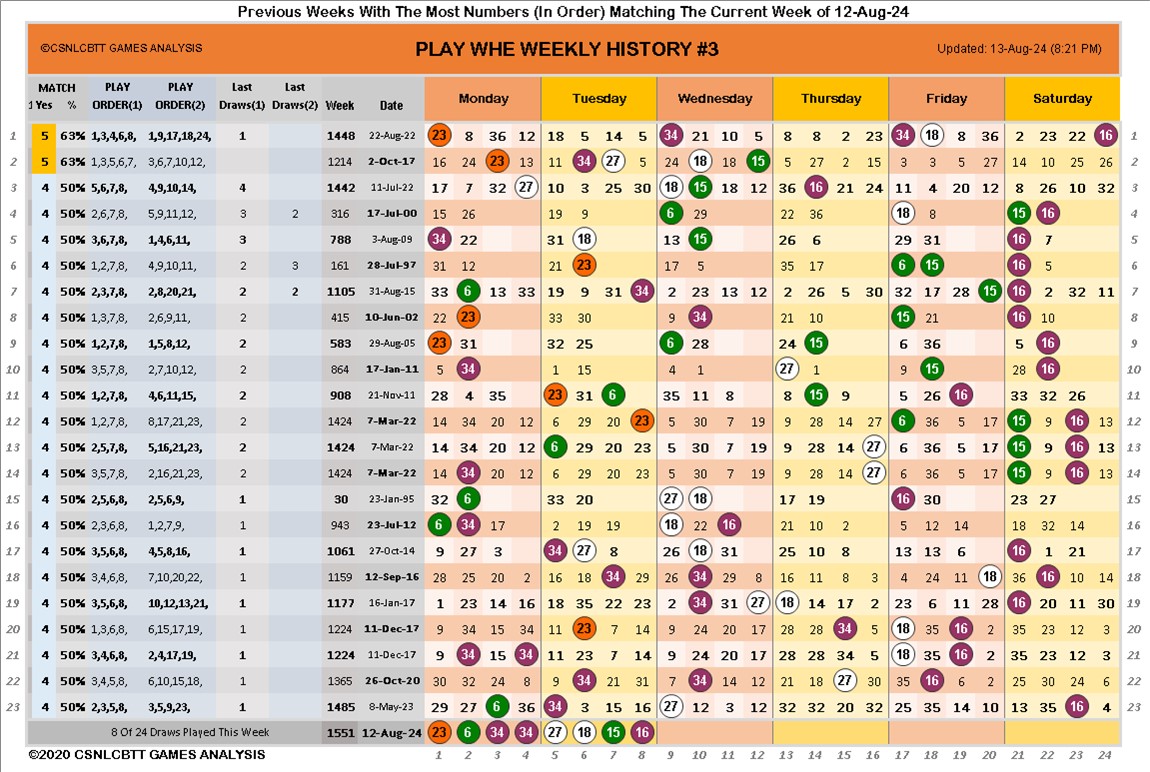 Previous Weeks With The Most Numbers (In Order) Matching The Current Week of 12-Aug-24
©CSNLCBTT GAMES ANALYSIS PLAY WHE WEEKLY HISTORY #3 Updated: 13-Aug-24 (8:21 PM)
MATCH PLAY PLAY Last Last
1 Yes % ORDER(1) ORDER(2) Draws(1) Draws(2) Week Date Monday Tuesday Wednesday Thursday Friday Saturday
1 5 63% 1,3,4,6,8, 1,9,17,18,24, 1 1448 22-Aug-22 23 8 36 12 18 5 14 5 34 21 10 5 8 8 2 23 34 18 8 36 2 23 22 16 1
2 5 63% 1,3,5,6,7, 3,6,7,10,12, 1 1214 2-Oct-17 16 24 23 13 11 34 27 5 24 18 18 15 5 27 2 15 3 3 5 27 14 10 25 26 2
3 4 50% 5,6,7,8, 4,9,10,14, 4 1442 11-Jul-22 17 7 32 27 10 3 25 30 18 15 18 12 36 16 21 24 11 4 20 12 8 26 10 32 3
4 4 50% 2,6,7,8, 5,9,11,12, 3 2 316 17-Jul-00 15 26 19 9 6 29 22 36 18 8 15 16 4
5 4 50% 3,6,7,8, 1,4,6,11, 3 788 3-Aug-09 34 22 31 18 13 15 26 6 29 31 16 7 5
6 4 50% 1,2,7,8, 4,9,10,11, 2 3 161 28-Jul-97 31 12 21 23 17 5 35 17 6 15 16 5 6
7 4 50% 2,3,7,8, 2,8,20,21, 2 2 1105 31-Aug-15 33 6 13 33 19 9 31 34 2 23 13 12 2 26 5 30 32 17 28 15 16 2 32 11 7
8 4 50% 1,3,7,8, 2,6,9,11, 2 415 10-Jun-02 22 23 33 30 9 34 21 10 15 21 16 10 8
9 4 50% 1,2,7,8, 1,5,8,12, 2 583 29-Aug-05 23 31 32 25 6 28 24 15 6 36 5 16 9
10 4 50% 3,5,7,8, 2,7,10,12, 2 864 17-Jan-11 5 34 1 15 4 1 27 1 9 15 28 16 10
11 4 50% 1,2,7,8, 4,6,11,15, 2 908 21-Nov-11 28 4 35 23 31 6 35 11 8 8 15 9 5 26 16 33 32 26 11
12 4 50% 1,2,7,8, 8,17,21,23, 2 1424 7-Mar-22 14 34 20 12 6 29 20 23 5 30 7 19 9 28 14 27 6 36 5 17 15 9 16 13 12
13 4 50% 2,5,7,8, 5,16,21,23, 2 1424 7-Mar-22 14 34 20 12 6 29 20 23 5 30 7 19 9 28 14 27 6 36 5 17 15 9 16 13 13
14 4 50% 3,5,7,8, 2,16,21,23, 2 1424 7-Mar-22 14 34 20 12 6 29 20 23 5 30 7 19 9 28 14 27 6 36 5 17 15 9 16 13 14
15 4 50% 2,5,6,8, 2,5,6,9, 1 30 23-Jan-95 32 6 33 20 27 18 17 19 16 30 23 27 15
16 4 50% 2,3,6,8, 1,2,7,9, 1 943 23-Jul-12 6 34 17 2 19 19 18 22 16 21 10 2 5 12 14 18 32 14 16
17 4 50% 3,5,6,8, 4,5,8,16, 1 1061 27-Oct-14 9 27 3 34 27 8 26 18 31 25 10 8 13 13 6 16 1 21 17
18 4 50% 3,4,6,8, 7,10,20,22, 1 1159 12-Sep-16 28 25 20 2 16 18 34 29 26 34 29 8 16 11 8 3 4 24 11 18 36 16 10 14 18
19 4 50% 3,5,6,8, 10,12,13,21, 1 1177 16-Jan-17 1 23 14 16 18 35 22 23 2 34 31 27 18 14 17 2 23 6 11 28 16 20 11 30 19
20 4 50% 1,3,6,8, 6,15,17,19, 1 1224 11-Dec-17 9 34 15 34 11 23 7 14 9 24 20 17 28 28 34 5 18 35 16 2 35 23 12 3 20
21 4 50% 3,4,6,8, 2,4,17,19, 1 1224 11-Dec-17 9 34 15 34 11 23 7 14 9 24 20 17 28 28 34 5 18 35 16 2 35 23 12 3 21
22 4 50% 3,4,5,8, 6,10,15,18, 1 1365 26-Oct-20 30 32 24 8 9 34 21 31 7 34 14 12 21 18 27 30 35 16 6 2 25 30 24 6 22
23 4 50% 2,3,5,8, 3,5,9,23, 1 1485 8-May-23 29 27 6 36 34 3 15 16 27 12 3 12 32 32 20 32 25 35 14 10 13 35 16 4 23
8 Of 24 Draws Played This Week 1551 12-Aug-24 23 6 34 34 27 18 15 16
©2020 CSNLCBTT GAMES ANALYSIS 1 2 3 4 5 6 7 8 9 10 11 12 13 14 15 16 17 18 19 20 21 22 23 24